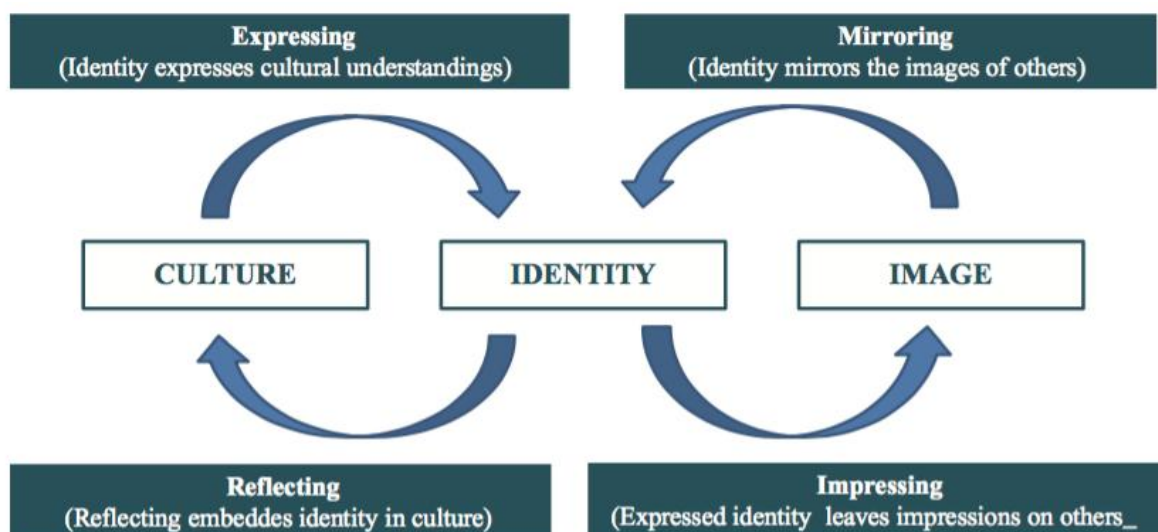 Expressing
(Identity expresses cultural understandings)
Mirroring
(Identity mirrors the images of others)
CULTURE
IDENTITY
IMAGE
Reflecting
(Reflecting embeddes identity in culture)
Impressing
(Expressed identity leaves impressions on others_